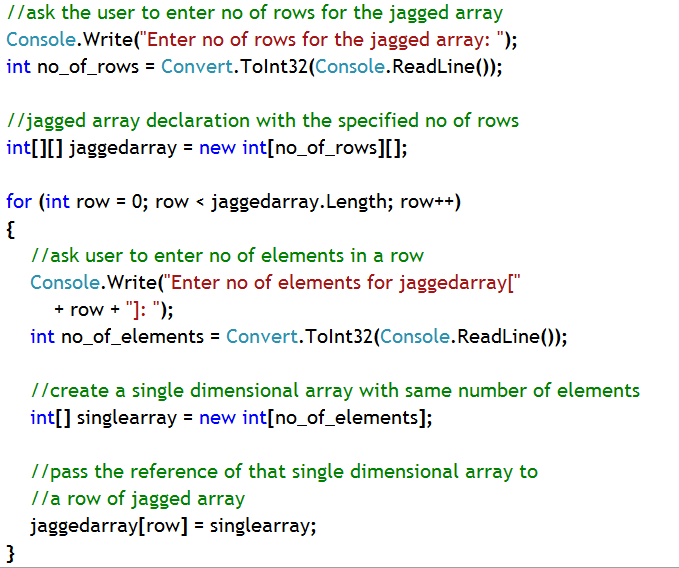 //ask the user to enter no of rows for the jagged array
Console.Write("Enter no of rows for the jagged array: ");
int no_of_rows = Convert.ToInt32(Console.ReadLine());
//jagged array declaration with the specified no of rows
int[][] jaggedarray = new int[no_of_rows][];
for (int row = 0; row < jaggedarray.Length; row++)
{
//ask user to enter no of elements in a row
Console.Write("Enter no of elements for jaggedarray["
+ row + "]: ");
int no_of_elements = Convert.ToInt32(Console.ReadLine());
//create a single dimensional array with same number of elements
int[] singlearray = new int[no_of_elements];
//pass the reference of that single dimensional array to
//a row of jagged array
jaggedarray[row] = singlearray;
}